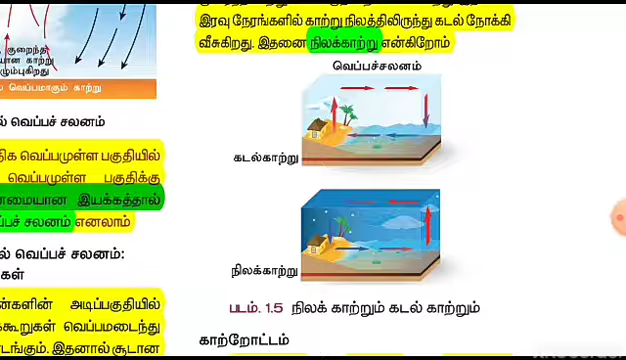 குறைந்த
யான காற்று
ழும்புகிறது
வெப்பமாகும் காற்று
ல் வெப்பச் சலனம்
திக வெப்பமுள்ள பகுதியில்
வெப்பமுள்ள பகுதிக்கு
ன்மையான இயக்கத்தால்
ப்பச் சலனம் எனலாம்
ல் வெப்பச் சலனம்:
கள்
ன்களின் அடிப்பகுதியில்
க்கூறுகள் வெப்பமடைந்து
டங்கும். இதனால் சூடான
இரவு நேரங்களில் காற்று நிலத்திலிருந்து கடல் நோக்கி
வீசுகிறது. இதனை நிலக்காற்று என்கிறோம்
வெப்பச்சலனம்
கடல்காற்று
நிலக்காற்று
படம். 1.5 நிலக் காற்றும் கடல் காற்றும்
காற்றோட்டம்